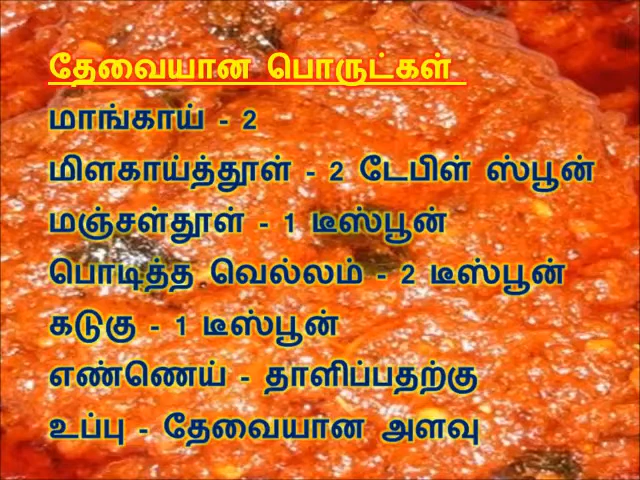 தேவையான பொருட்கள்
மாங்காய் - 2
மிளகாய்த்தூள் - 2 டேபிள் ஸ்பூன்
மஞ்சள்தூள் - 1 டீஸ்பூன்
பொடித்த வெல்லம் - 2 டீஸ்பூன்
கடுகு - 1 டீஸ்பூன்
எண்ணெய் - தாளிப்பதற்கு
உப்பு - தேவையான அளவு